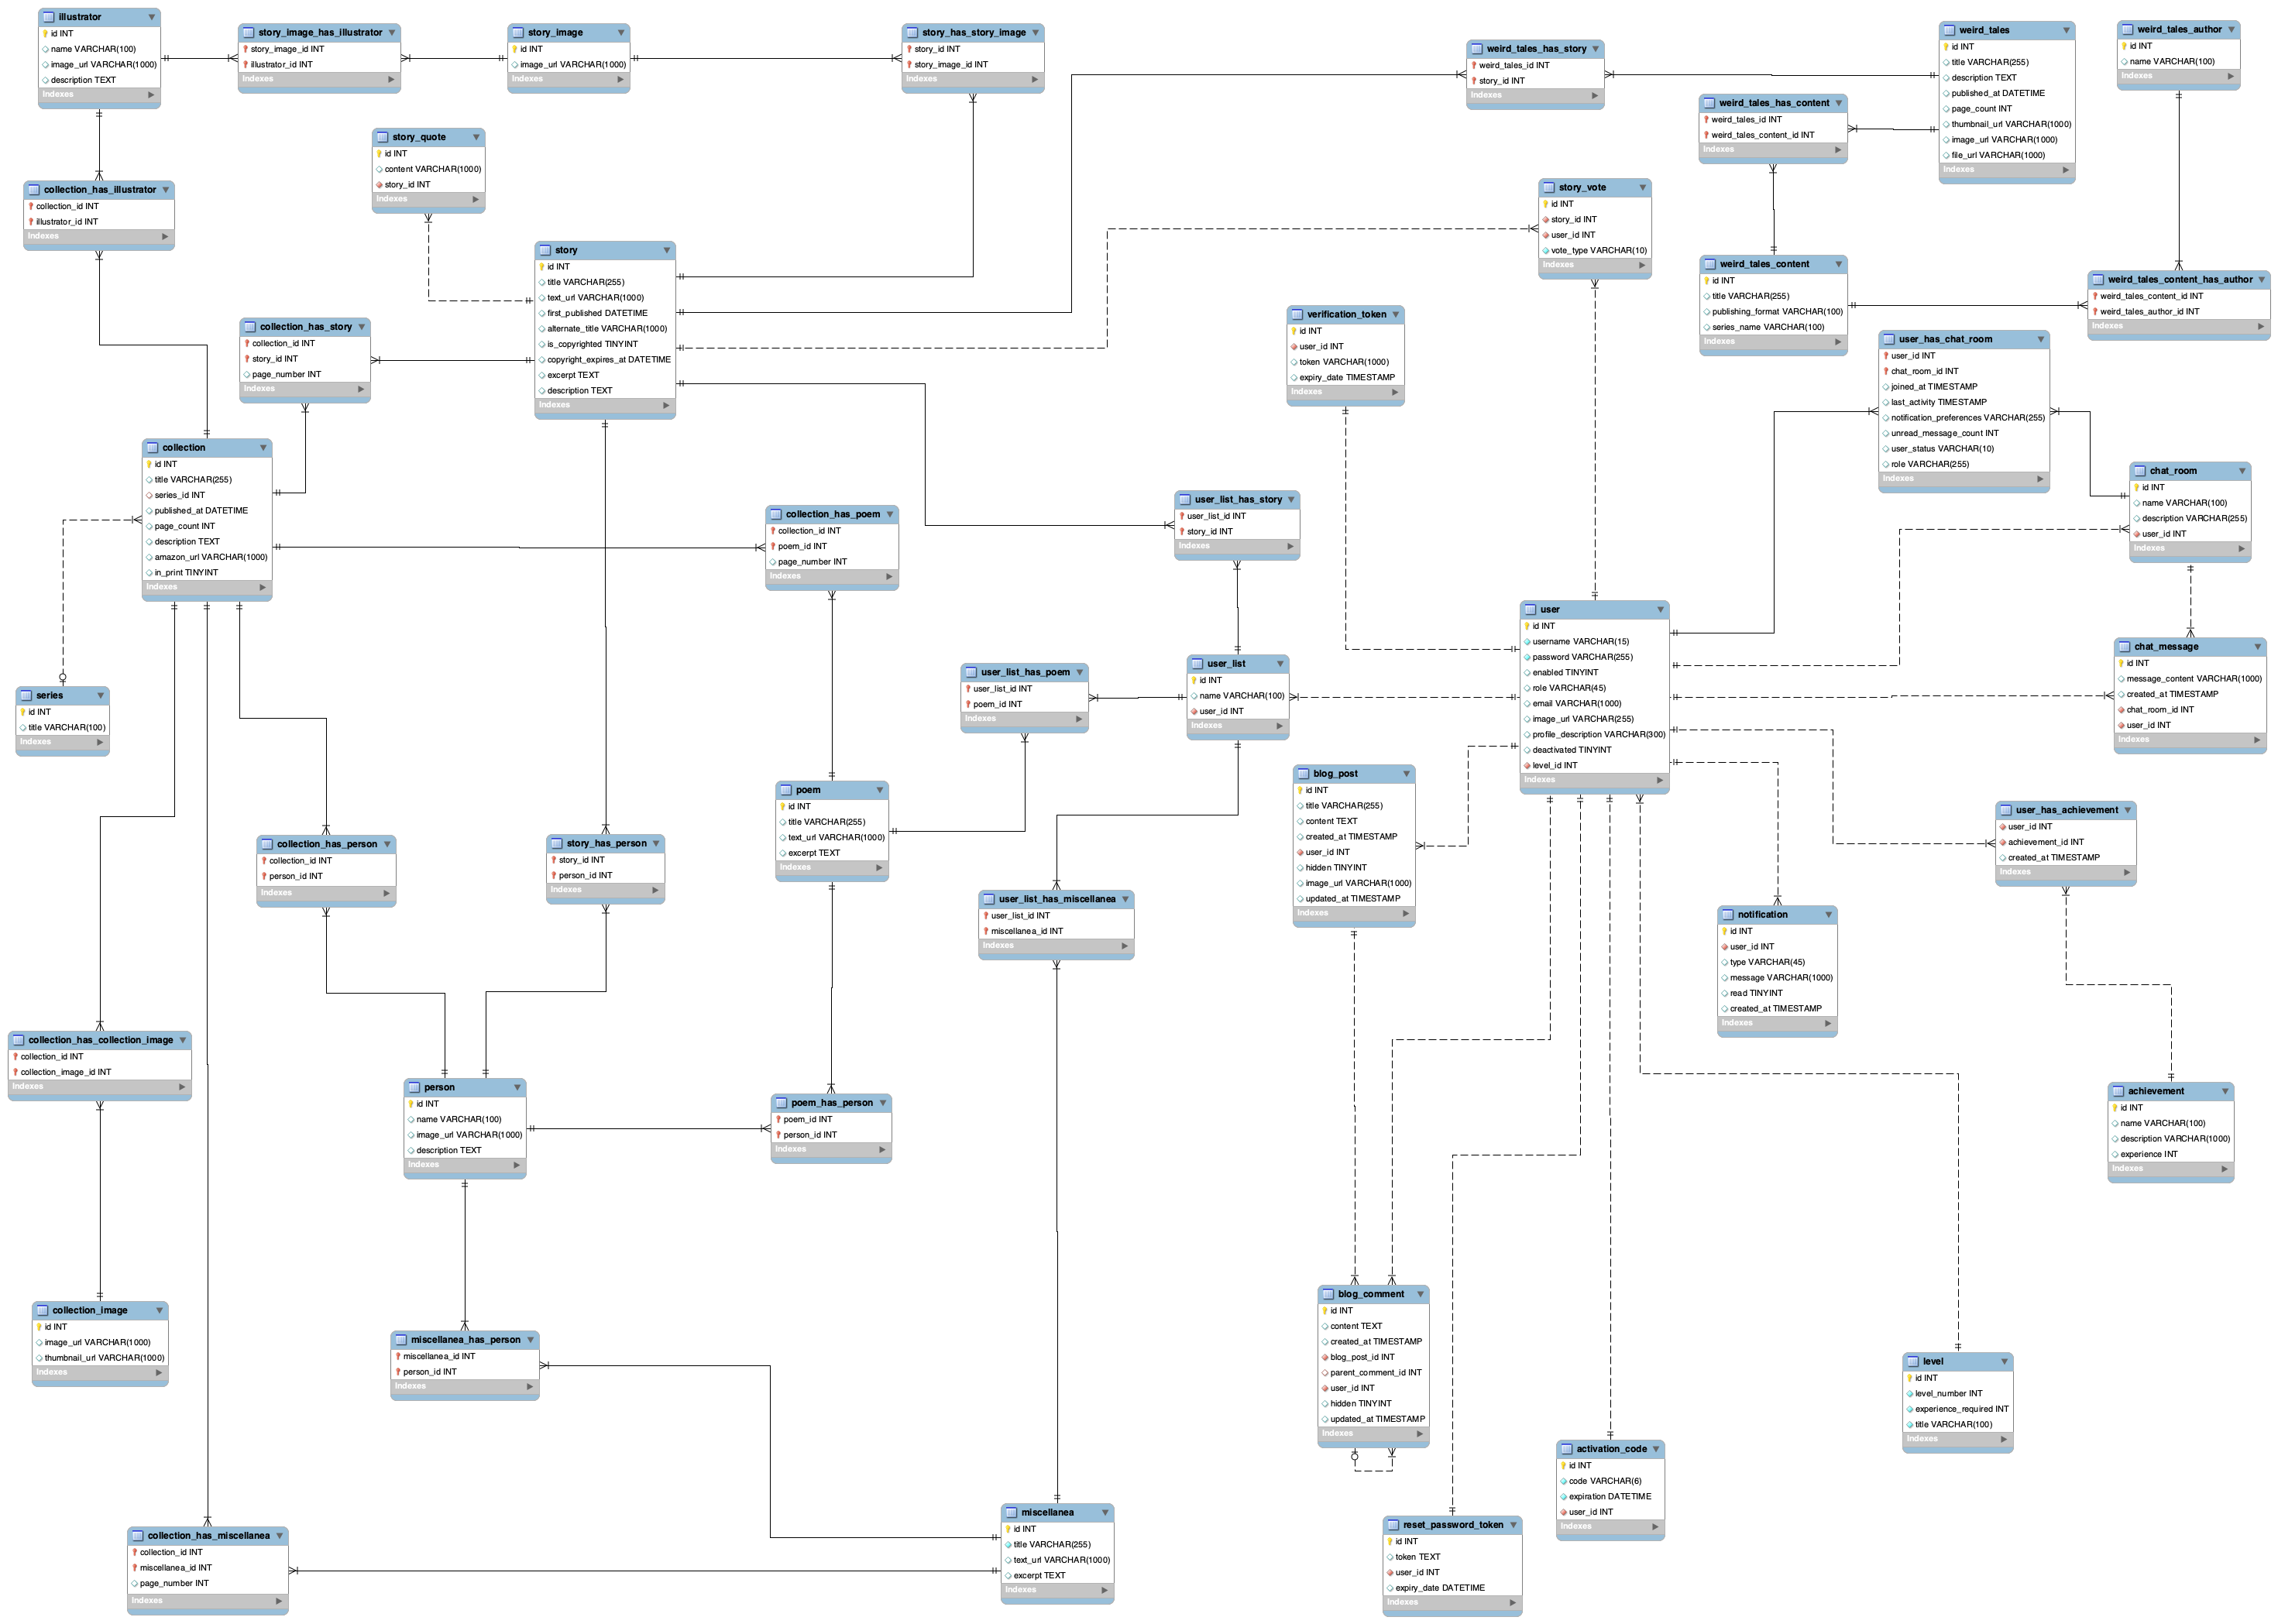 illustrator
id INT
name VARCHAR(100)
image_url VARCHAR(1000)
description TEXT
Indexes
story_image_has_illustrator
story_image_id INT
illustrator_id INT
Indexes
story_image
id INT
image_url VARCHAR(1000)
Indexes
story_has_story_image
story_id INT
story_image_id INT
Indexes
weird_tales_has_story
weird_tales_id INT
story_id INT
Indexes
weird_tales
id INT
title VARCHAR(255)
description TEXT
published_at DATETIME
page_count INT
thumbnail_url VARCHAR(1000)
image_url VARCHAR(1000)
file_url VARCHAR(1000)
Indexes
weird_tales_author
id INT
name VARCHAR(100)
Indexes
weird_tales_has_content
weird_tales_id INT
weird_tales_content_id INT
Indexes
story_quote
id INT
content VARCHAR(1000)
story_id INT
Indexes
collection_has_illustrator
collection_id INT
illustrator_id INT
Indexes
story_vote
id INT
story_id INT
user_id INT
vote_type VARCHAR(10)
Indexes
story
id INT
title VARCHAR(255)
text_url VARCHAR(1000)
first_published DATETIME
alternate_title VARCHAR(1000)
is_copyrighted TINYINT
copyright_expires_at DATETIME
excerpt TEXT
description TEXT
Indexes
weird_tales_content
id INT
title VARCHAR(255)
publishing_format VARCHAR(100)
series_name VARCHAR(100)
Indexes
weird_tales_content_has_author
weird_tales_content_id INT
weird_tales_author_id INT
Indexes
collection_has_story
collection_id INT
story_id INT
page_number INT
Indexes
verification_token
id INT
user_id INT
token VARCHAR(1000)
expiry_date TIMESTAMP
Indexes
user_has_chat_room
user_id INT
chat_room_id INT
joined_at TIMESTAMP
last_activity TIMESTAMP
notification_preferences VARCHAR(255)
unread_message_count INT
user_status VARCHAR(10)
role VARCHAR(255)
Indexes
collection
id INT
title VARCHAR(255)
series_id INT
published_at DATETIME
page_count INT
description TEXT
amazon_url VARCHAR(1000)
in_print TINYINT
Indexes
chat_room
id INT
name VARCHAR(100)
description VARCHAR(255)
user_id INT
Indexes
collection_has_poem
collection_id INT
poem_id INT
page_number INT
Indexes
user_list_has_story
user_list_id INT
story_id INT
Indexes
user
id INT
username VARCHAR(15)
password VARCHAR(255)
enabled TINYINT
role VARCHAR(45)
email VARCHAR(1000)
image_url VARCHAR(255)
profile_description VARCHAR(300)
deactivated TINYINT
level_id INT
Indexes
chat_message
id INT
message_content VARCHAR(1000)
created_at TIMESTAMP
chat_room_id INT
user_id INT
Indexes
series
id INT
title VARCHAR(100)
Indexes
user_list_has_poem
user_list_id INT
poem_id INT
Indexes
user_list
id INT
name VARCHAR(100)
user_id INT
Indexes
blog_post
id INT
title VARCHAR(255)
content TEXT
created_at TIMESTAMP
user_id INT
hidden TINYINT
image_url VARCHAR(1000)
updated_at TIMESTAMP
Indexes
poem
id INT
title VARCHAR(255)
text_url VARCHAR(1000)
excerpt TEXT
Indexes
user_has_achievement
user_id INT
achievement_id INT
created_at TIMESTAMP
Indexes
collection_has_person
collection_id INT
person_id INT
Indexes
story_has_person
story_id INT
person_id INT
Indexes
user_list_has_miscellanea
user_list_id INT
miscellanea_id INT
Indexes
notification
id INT
user_id INT
type VARCHAR(45)
message VARCHAR(1000)
read TINYINT
created_at TIMESTAMP
Indexes
collection_has_collection_image
collection_id INT
collection_image_id INT
Indexes
person
id INT
name VARCHAR(100)
image_url VARCHAR(1000)
description TEXT
Indexes
poem_has_person
poem_id INT
person_id INT
Indexes
achievement
id INT
name VARCHAR(100)
description VARCHAR(1000)
experience INT
Indexes
collection_image
id INT
image_url VARCHAR(1000)
thumbnail_url VARCHAR(1000)
Indexes
miscellanea_has_person
miscellanea_id INT
person_id INT
Indexes
blog_comment
id INT
content TEXT
created_at TIMESTAMP
blog_post_id INT
parent_comment_id INT
user_id INT
hidden TINYINT
updated_at TIMESTAMP
Indexes
level
id INT
level_number INT
experience_required INT
title VARCHAR(100)
Indexes
activation_code
id INT
code VARCHAR(6)
expiration DATETIME
user_id INT
Indexes
collection_has_miscellanea
collection_id INT
miscellanea_id INT
page_number INT
Indexes
miscellanea
id INT
title VARCHAR(255)
text_url VARCHAR(1000)
excerpt TEXT
Indexes
reset_password_token
id INT
token TEXT
user_id INT
expiry_date DATETIME
Indexes